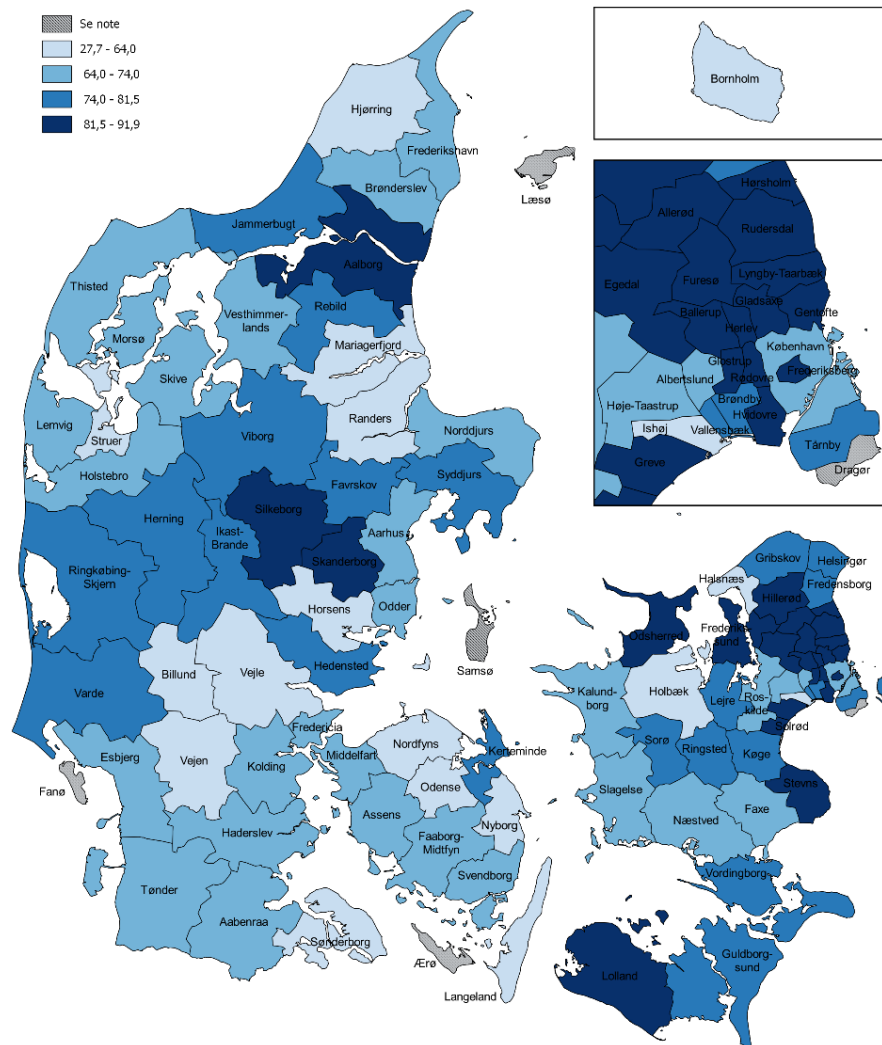 Se note
27,7 - 64,0
64,0 - 74,0
74,0 - 81,5
81,5 - 91,9
Bornholm
Hjørring
Frederikshavn
Brønderslev
Læsø
Jammerbugt
Aalborg
Thisted
Vesthimmer-
lands
Rebild
Morsø
Mariagerfjord
Skive
Lemvig
Struer
Viborg
Randers
Norddjurs
Holstebro
Favrskov
Syddjurs
Silkeborg
Herning
Ikast-
Brande
Aarhus
Skanderborg
Ringkøbing-
Skjern
Horsens
Odder
Samsø
Hedensted
Billund
Vejle
Varde
Fredericia
Esbjerg
Vejen
Kolding
Middelfart
Nordfyns
Kerteminde
Fanø
Odense
Assens
Nyborg
Haderslev
Faaborg-
Midtfyn
Svendborg
Tønder
Aabenraa
Sønderborg
Ærø
Langeland
Hørsholm
Allerød
Rudersdal
Egedal
Furesø
Lyngby-Taarbæk
Gladsaxe
Ballerup
Gentofte
Herlev
København
Glostrup
Frederiksberg
Albertslund
Rødovre
Høje-Taastrup
Brøndby
Hvidovre
Ishøj
Vallensbæk
Tårnby
Greve
Dragør
Gribskov
Helsingør
Halsnæs
Fredensborg
Hillerød
Odsherred
Frederik-
sund
Kalund-
borg
Holbæk
Lejre
Ros-
kilde
Solrød
Sorø
Ringsted
Køge
Stevns
Slagelse
Næstved
Faxe
Vordingborg
Guldborg-
sund
Lolland